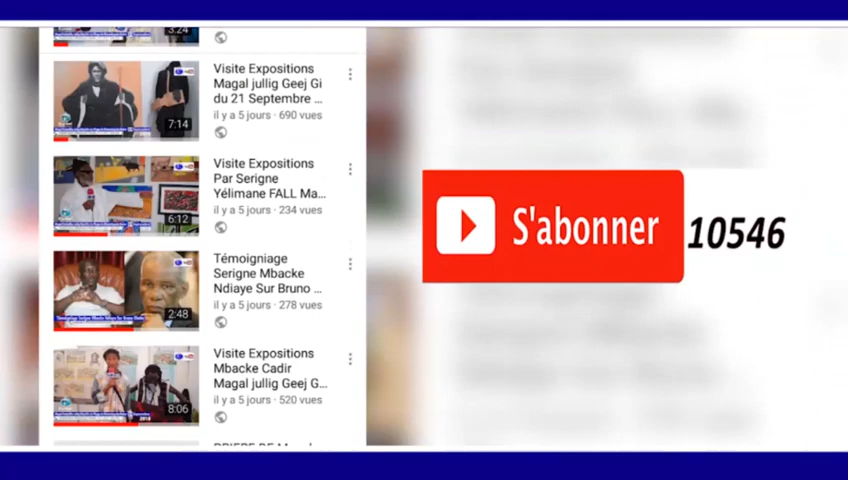 3:24
Visite Expositions
Magal jullig Geej Gi
du 21 Septembre ...
il y a 5 jours · 690 vues
7:14
Visite Expositions
Par Serigne
Yélimane FALL Ma...
il y a 5 jours · 234 vues
6:12
Témoigniage
Serigne Mbacke
Ndiaye Sur Bruno ...
il y a 5 jours · 278 vues
2:48
Visite Expositions
Mbacke Cadir
Magal jullig Geej G...
il y a 5 jours · 520 vues
8:06
S'abonner
10546